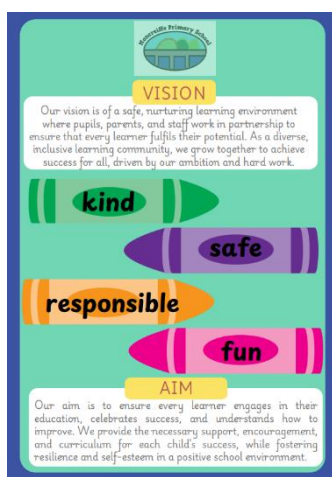 Primary School
VISION
Our vision is of a safe, nurturing learning environment
where pupils, parents, and staff work in partnership to
ensure that every learner fulfils their potential. As a diverse,
inclusive learning community, we grow together to achieve
success for all, driven by our ambition and hard work.
kind
safe
responsible
fun
AIM
Our aim is to ensure every learner engages in their
education, celebrates success, and understands how to
improve. We provide the necessary support, encouragement,
and curriculum for each child's success, while fostering
resilience and self-esteem in a positive school environment.